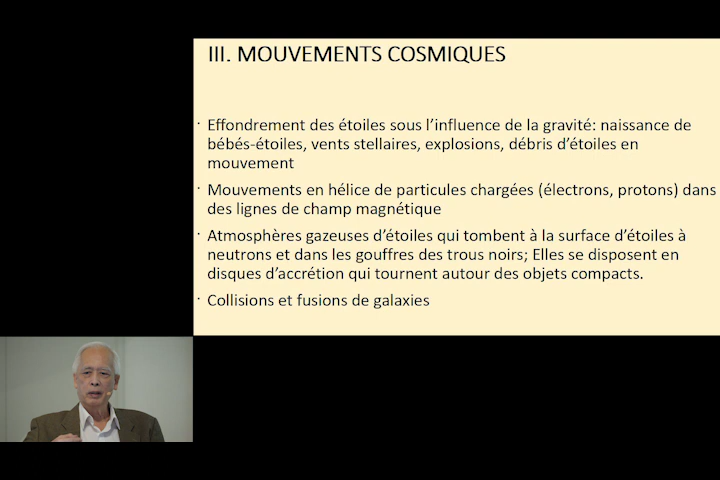 III. MOUVEMENTS COSMIQUES
· Effondrement des étoiles sous l’influence de la gravité: naissance de
bébés-étoiles, vents stellaires, explosions, débris d’étoiles en
mouvement
· Mouvements en hélice de particules chargées (électrons, protons) dans
des lignes de champ magnétique
· Atmosphères gazeuses d’étoiles qui tombent à la surface d’étoiles à
neutrons et dans les gouffres des trous noirs; Elles se disposent en
disques d’accrétion qui tournent autour des objets compacts.
· Collisions et fusions de galaxies